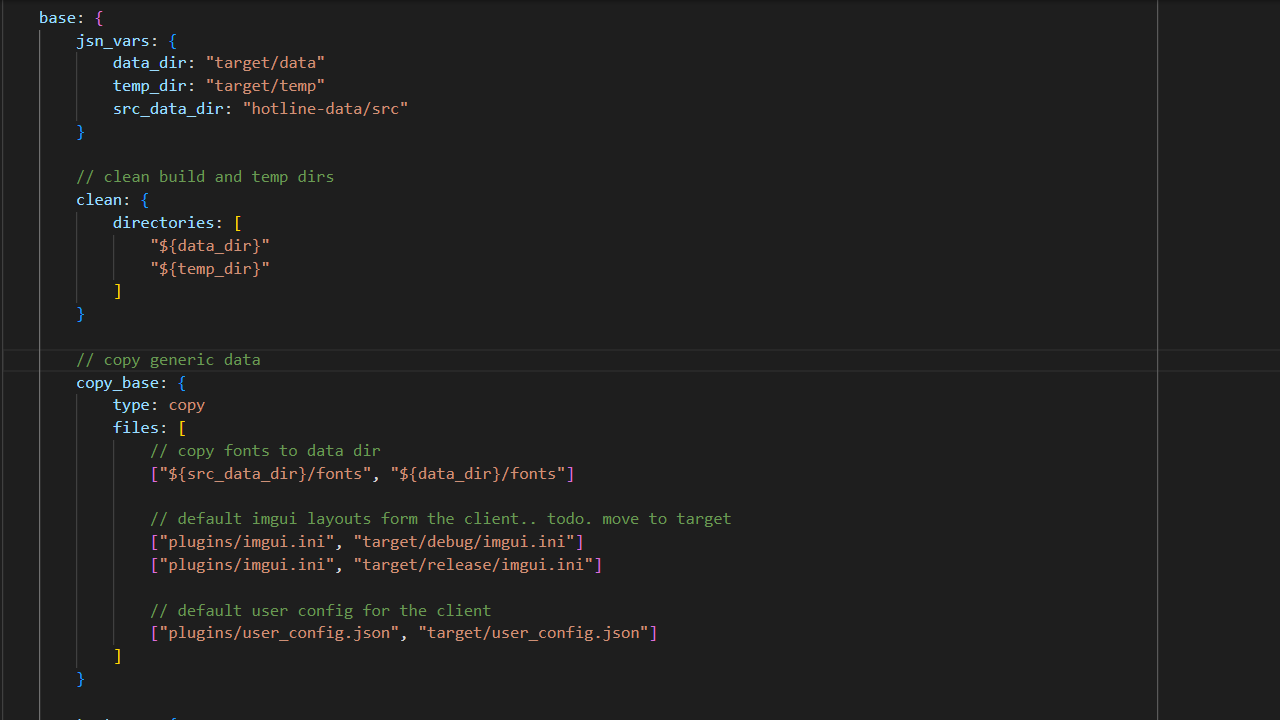 base: {
    jsn_vars: {
        data_dir: "target/data"
        temp_dir: "target/temp"
        src_data_dir: "hotline-data/src"
    }

    // clean build and temp dirs
    clean: {
        directories: [
            "${data_dir}"
            "${temp_dir}"
        ]
    }

    // copy generic data
    copy_base: {
        type: copy
        files: [
            // copy fonts to data dir
            ["${src_data_dir}/fonts", "${data_dir}/fonts"]

            // default imgui layouts form the client.. todo. move to target
            ["plugins/imgui.ini", "target/debug/imgui.ini"]
            ["plugins/imgui.ini", "target/release/imgui.ini"]

            // default user config for the client
            ["plugins/user_config.json", "target/user_config.json"]
        ]
    }